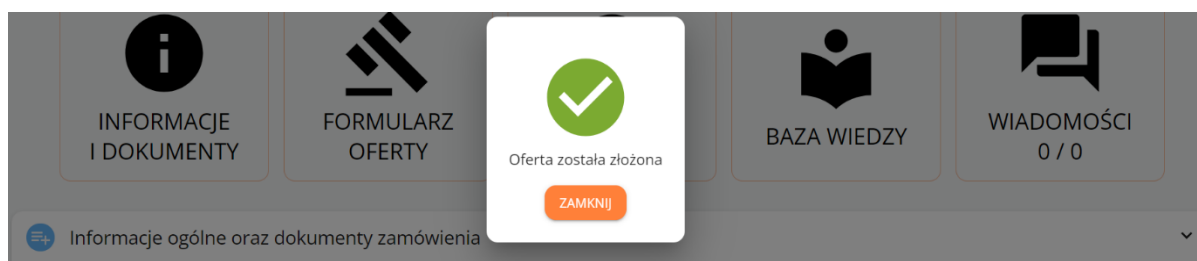 INFORMACJE
I DOKUMENTY
FORMULARZ
OFERTY
Oferta została złożona
ZAMKNIJ
BAZA WIEDZY
WIADOMOŚCI
0 / 0
Informacje ogólne oraz dokumenty zamówienia